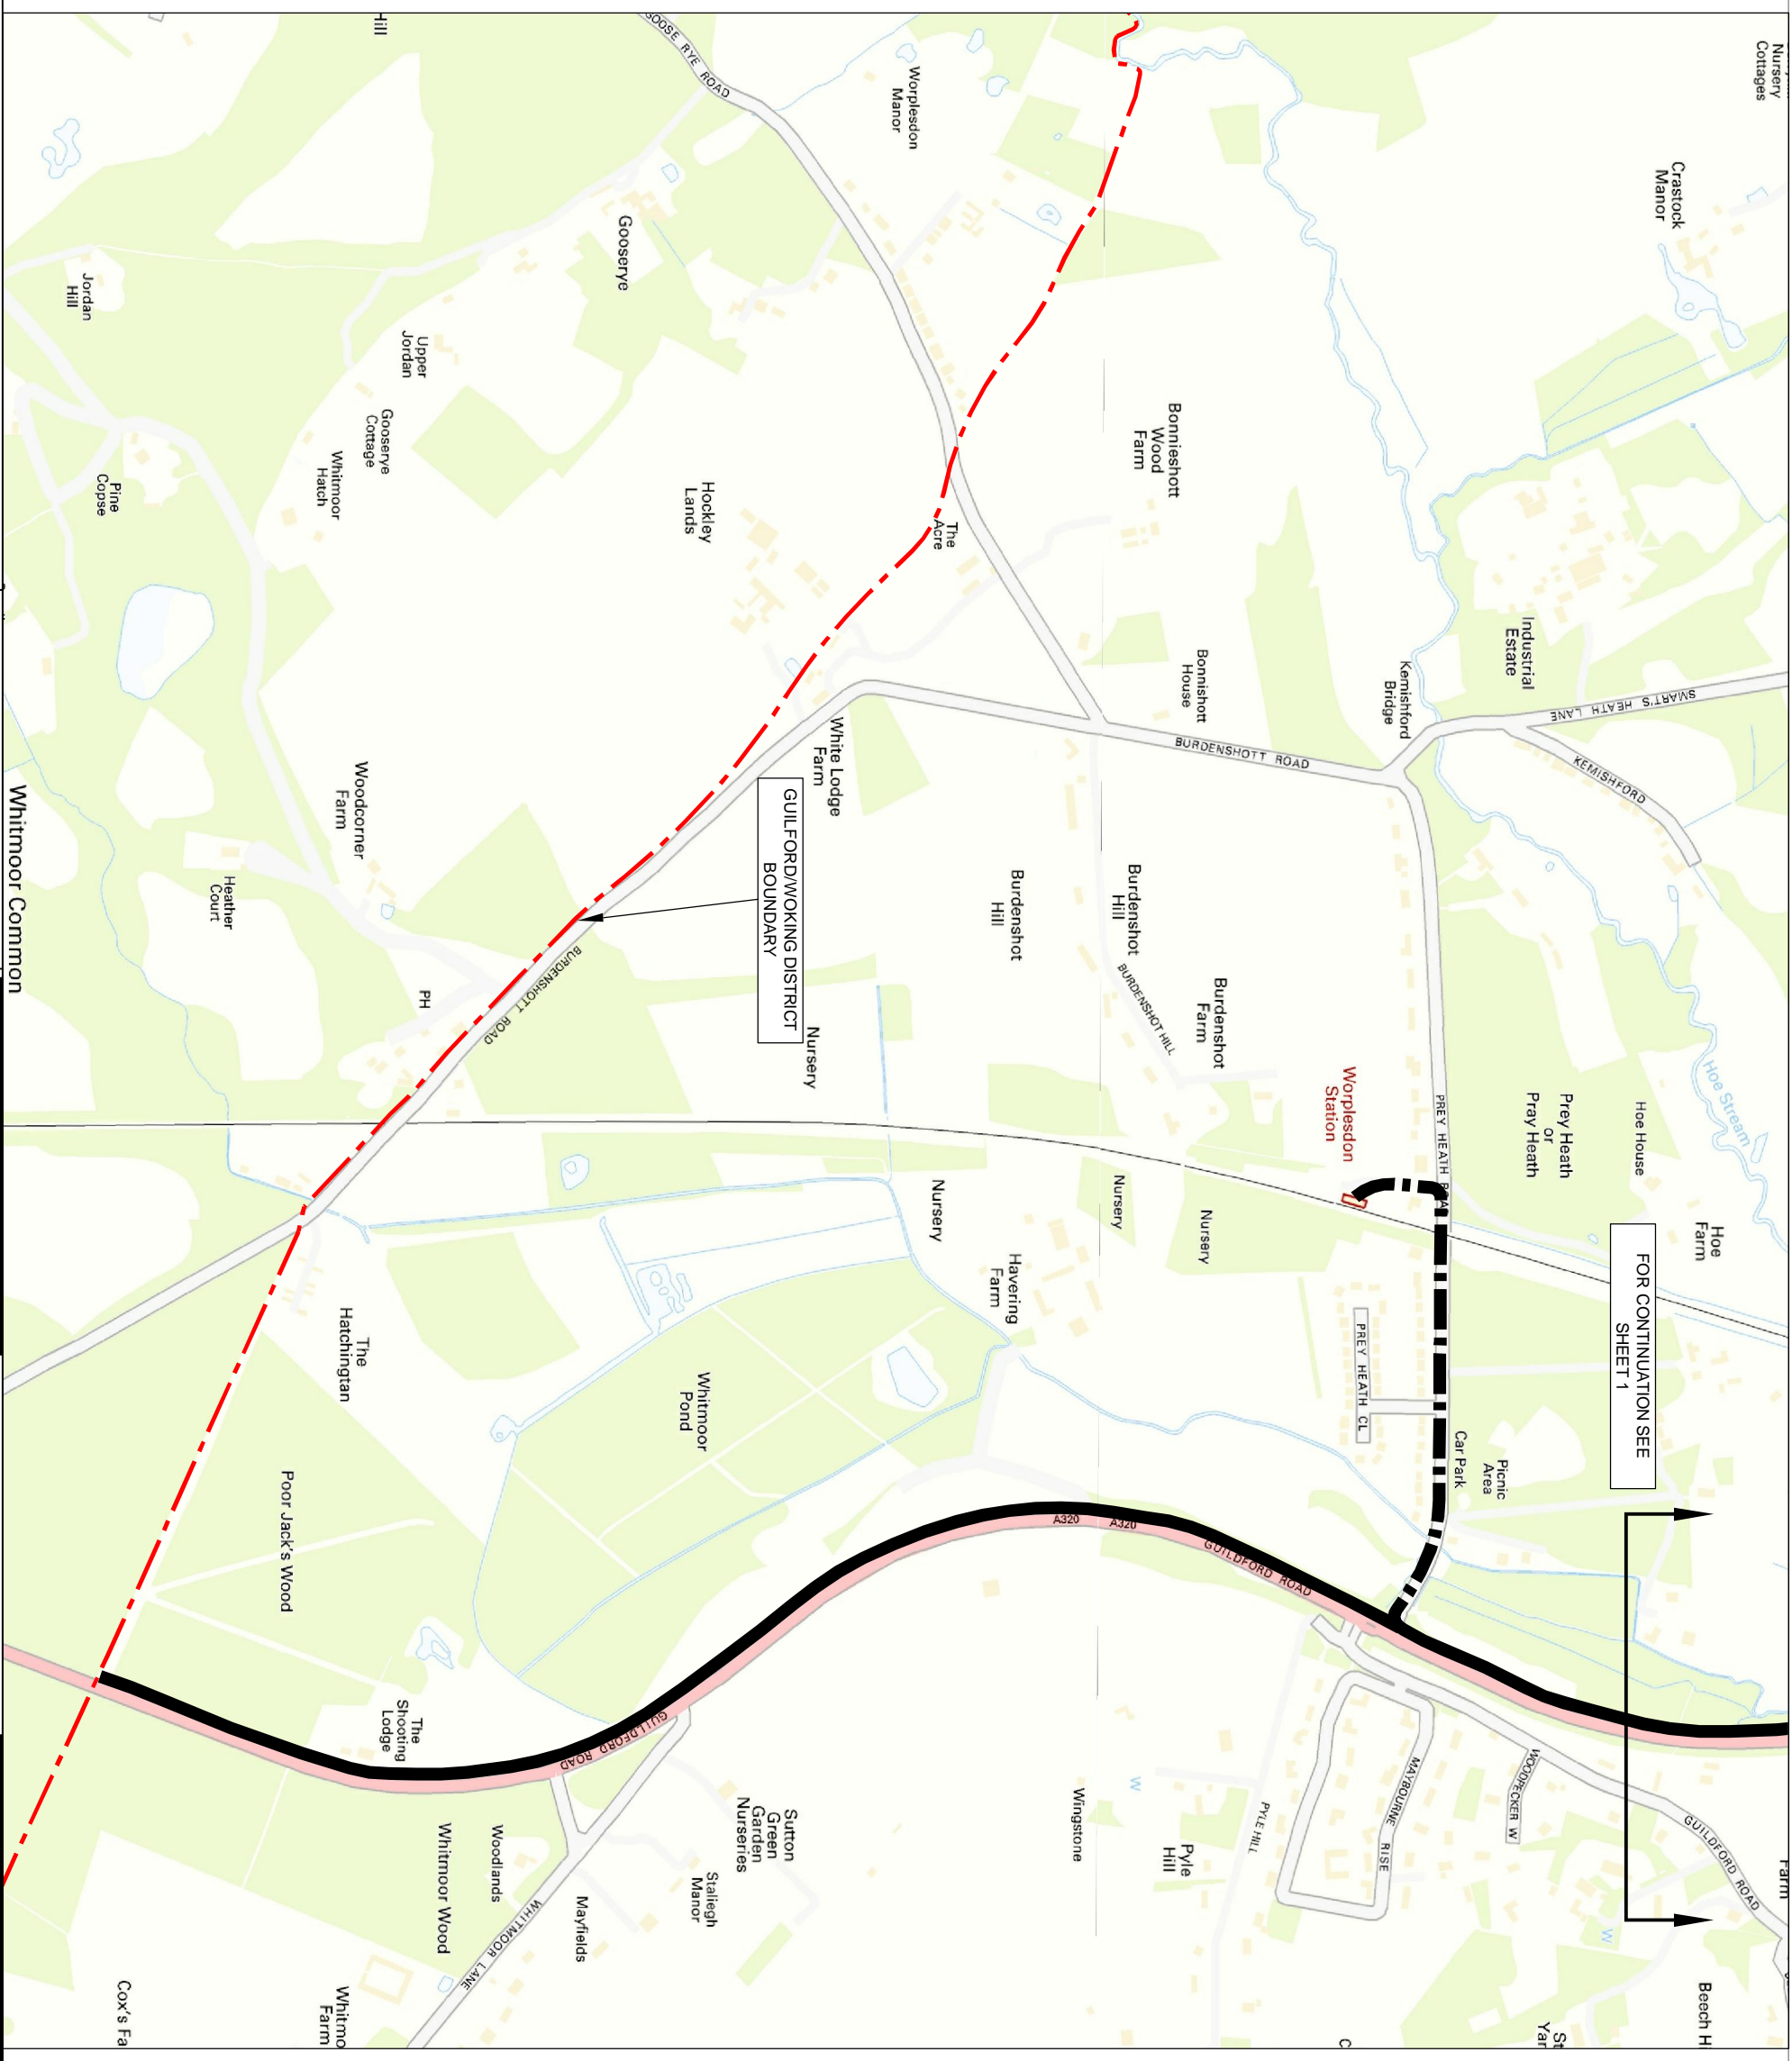 Nursery
Cottages
Crastock
Manor
Hill
GOOSE RYE ROAD
Worplesdon
Manor
Gooserye
Jordan
Hill
Upper
Jordan
Gooserye
Cottage
Whitmoor
Hatch
Pine
Copse
Hockley
Lands
The
Acre
Bonnieshott
Wood
Farm
Bonnishott
House
Industrial
Estate
Kemishford
Bridge
SMART'S HEATH LANE
KEMISHFORD
BURDENSHOTT ROAD
White Lodge
Farm
GUILFORD/WOKING DISTRICT
BOUNDARY
Woodcorner
Farm
Heather
Court
Whitmoor Common
PH
BURDENSHOTT ROAD
Nursery
Burdenshot
Hill
Burdenshot
Hill
BURDENSHOT HILL
Burdenshot
Farm
Worplesdon
Station
PREY HEATH ROA
Prey Heath
or
Pray Heath
Hoe House
Hoe Stream
Hoe
Farm
FOR CONTINUATION SEE
SHEET 1
Nursery
Nursery
Nursery
Havering
Farm
PREY HEATH CL
Car Park
Picnic
Area
The
Hatchingtan
Whitmoor
Pond
Poor Jack's Wood
A320
A320
GUILDFORD ROAD
The
Shooting
Lodge
GUILDFORD ROAD
Sutton
Green
Garden
Nurseries
Staliegh
Manor
Woodlands
Whitmoor Wood
Mayfields
WHITMOOR LANE
Whitmo
Farm
Cox's Fa
Wingstone
W
Pyle
Hill
PYLE HILL
MAYBOURNE RISE
WOODPECKER W
GUILDFORD ROAD
Farm
W
Beech H
St
Yar
C